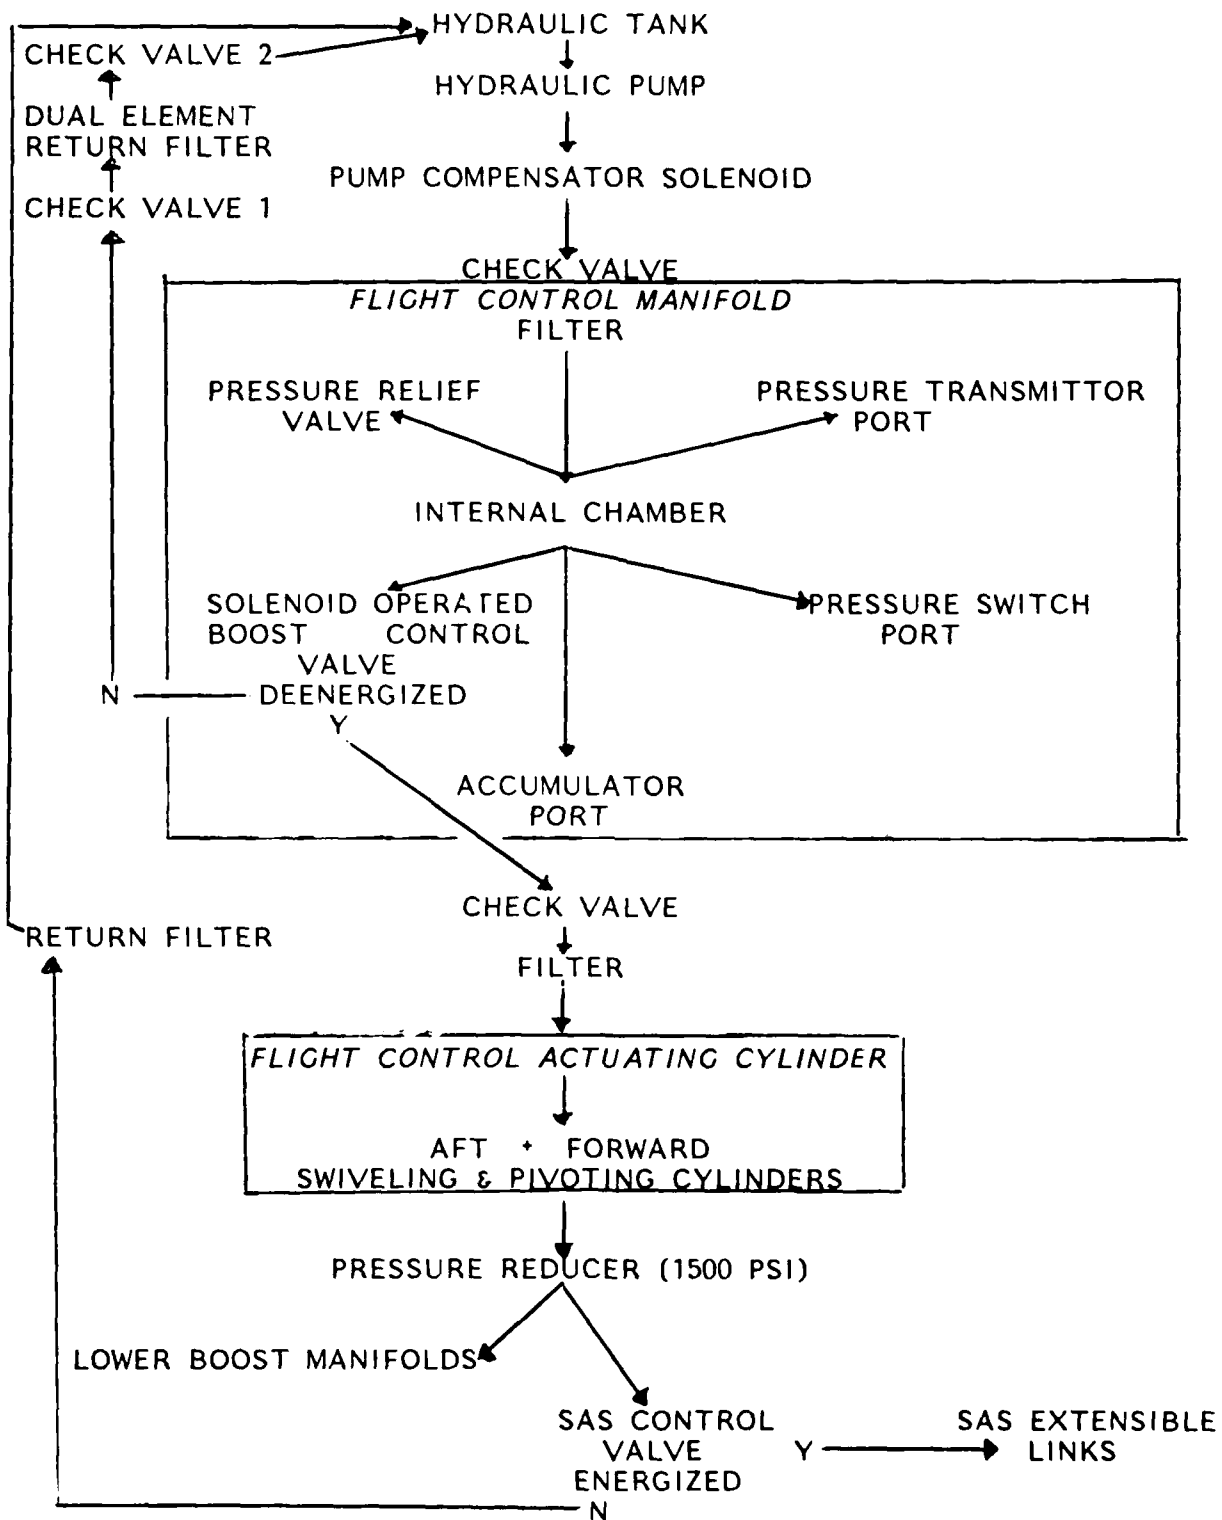 HYDRAULIC TANK
CHECK VALVE 2
HYDRAULIC PUMP
DUAL ELEMENT
RETURN FILTER
PUMP COMPENSATOR SOLENOID
CHECK VALVE 1
CHECK VALVE
FLIGHT CONTROL MANIFOLD
FILTER
PRESSURE RELIEF
VALVE
PRESSURE TRANSMITTOR
PORT
INTERNAL CHAMBER
SOLENOID OPERATED
BOOST CONTROL
VALVE
DEENERGIZED
N
Y
PRESSURE SWITCH
PORT
ACCUMULATOR
PORT
CHECK VALVE
RETURN FILTER
FILTER
FLIGHT CONTROL ACTUATING CYLINDER
AFT + FORWARD
SWIVELING & PIVOTING CYLINDERS
PRESSURE REDUCER (1500 PSI)
LOWER BOOST MANIFOLDS
SAS CONTROL
VALVE
ENERGIZED
Y
N
SAS EXTENSIBLE
LINKS